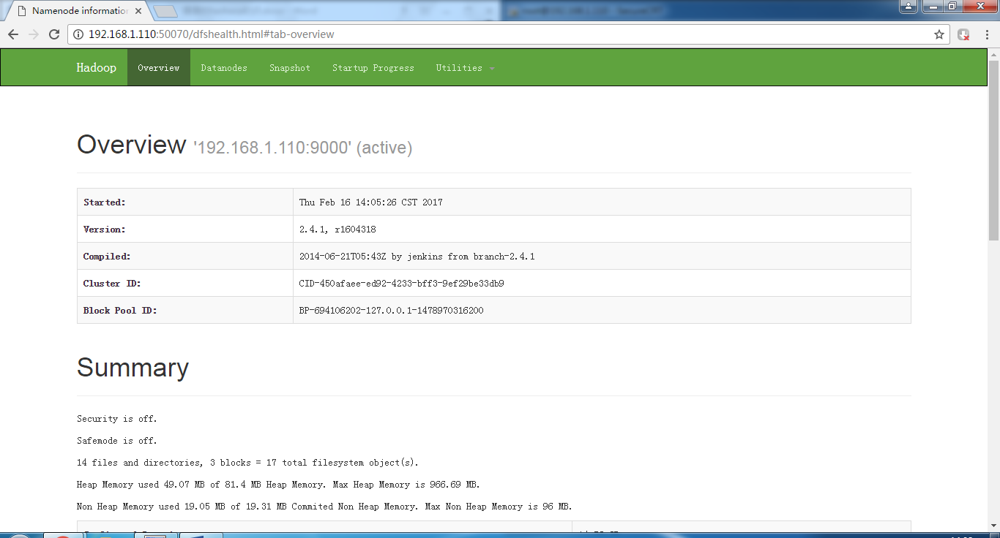 Namenode information
192.168.1.110:50070/dfshealth.html#tab-overview
Hadoop Overview Datanodes Snapshot Startup Progress Utilities
Overview '192.168.1.110:9000' (active)
Started: Thu Feb 16 14:05:26 CST 2017
Version: 2.4.1, r1604318
Compiled: 2014-06-21T05:43Z by jenkins from branch-2.4.1
Cluster ID: CID-450afaee-ed92-4233-bff3-9ef29be33db9
Block Pool ID: BP-694106202-127.0.0.1-1478970316200
Summary
Security is off.
Safemode is off.
14 files and directories, 3 blocks = 17 total filesystem object(s).
Heap Memory used 49.07 MB of 81.4 MB Heap Memory. Max Heap Memory is 966.69 MB.
Non Heap Memory used 19.05 MB of 19.31 MB Commited Non Heap Memory. Max Non Heap Memory is 96 MB.